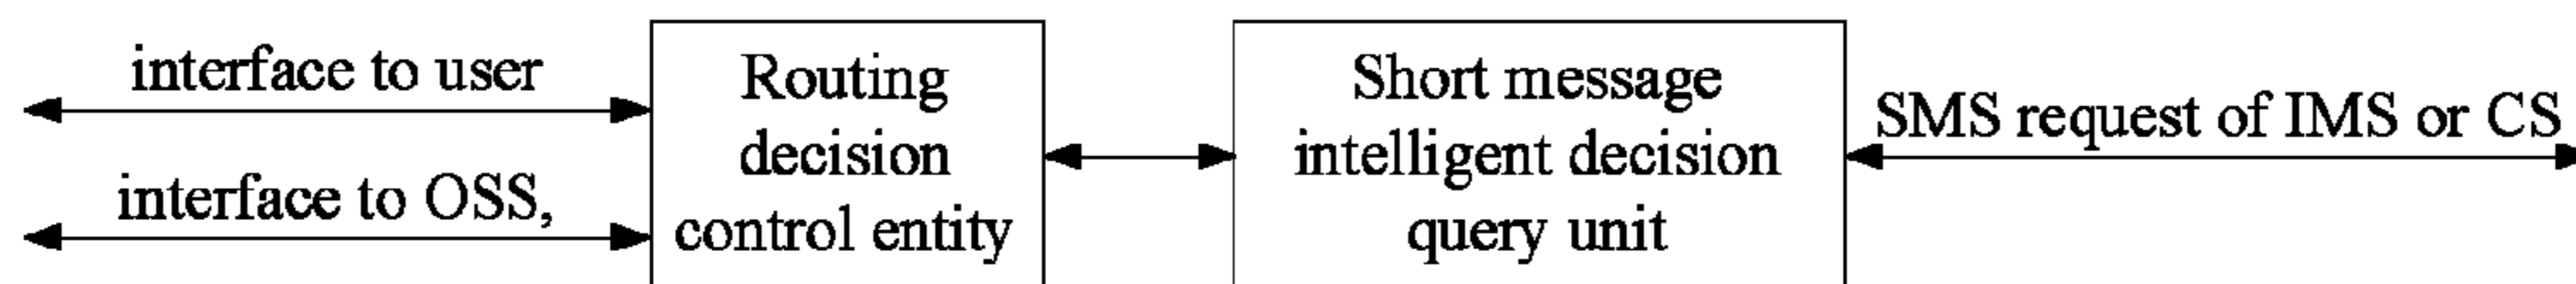 interface to user
interface to OSS,
Routing
decision
control entity
Short message
intelligent decision
query unit
SMS request of IMS or CS